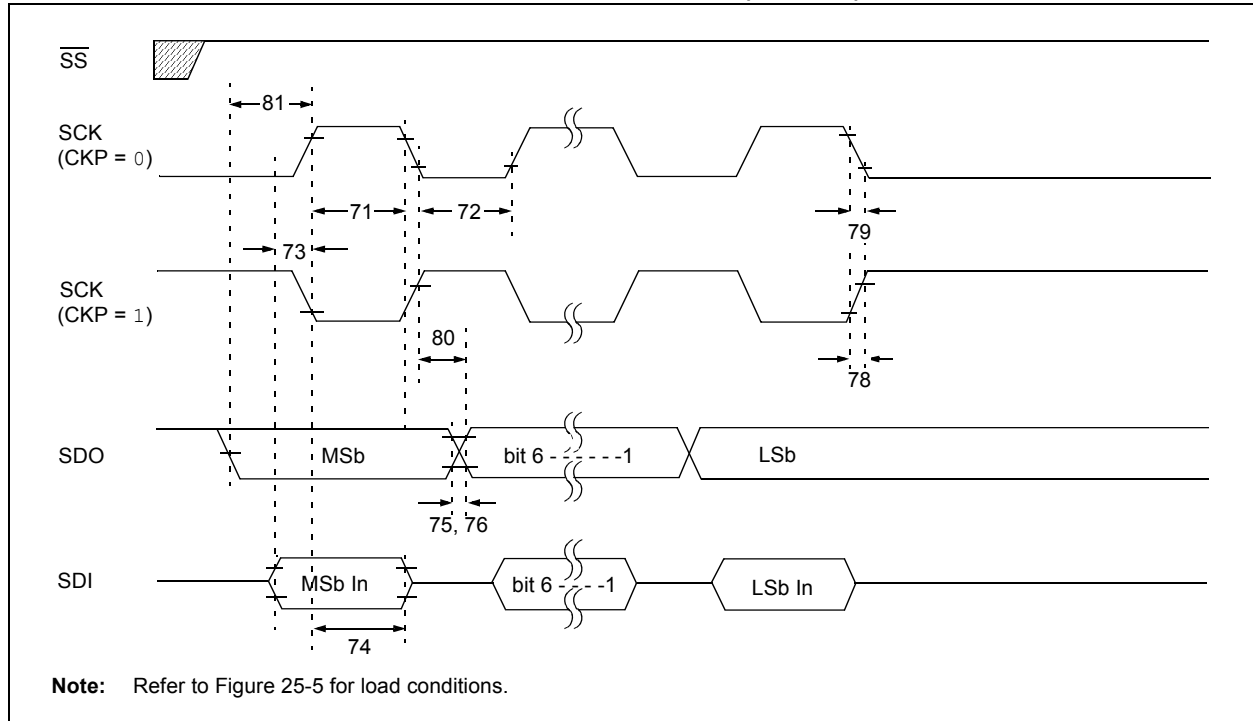 SS
81
SCK
(CKP = 0)
71
72
79
73
SCK
(CKP = 1)
80
78
SDO
MSb
bit 6 - - - - - - -1
LSb
75, 76
SDI
MSb In
bit 6 - - - - -1
LSb In
74
Note: Refer to Figure 25-5 for load conditions.